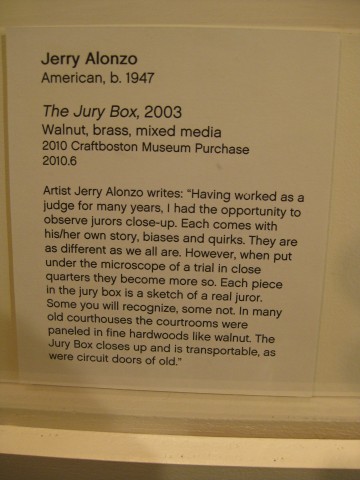 Jerry Alonzo
American, b. 1947
The Jury Box, 2003
Walnut, brass, mixed media
2010 Craftboston Museum Purchase
2010.6
Artist Jerry Alonzo writes: “Having worked as a
judge for many years, I had the opportunity to
observe jurors close-up. Each comes with
his/her own story, biases and quirks. They are
as different as we all are. However, when put
under the microscope of a trial in close
quarters they become more so. Each piece
in the jury box is a sketch of a real juror.
Some you will recognize, some not. In many
old courthouses the courtrooms were
paneled in fine hardwoods like walnut. The
Jury Box closes up and is transportable, as
were circuit doors of old.”